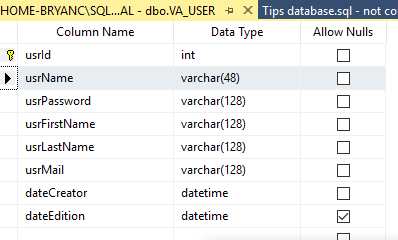 HOME-BRYANC\SQL...AL - dbo.VA_USER Tips database.sql - not co
Column Name Data Type Allow Nulls
usrId int
usrName varchar(48)
usrPassword varchar(128)
usrFirstName varchar(128)
usrLastName varchar(128)
usrMail varchar(128)
dateCreator datetime
dateEdition datetime